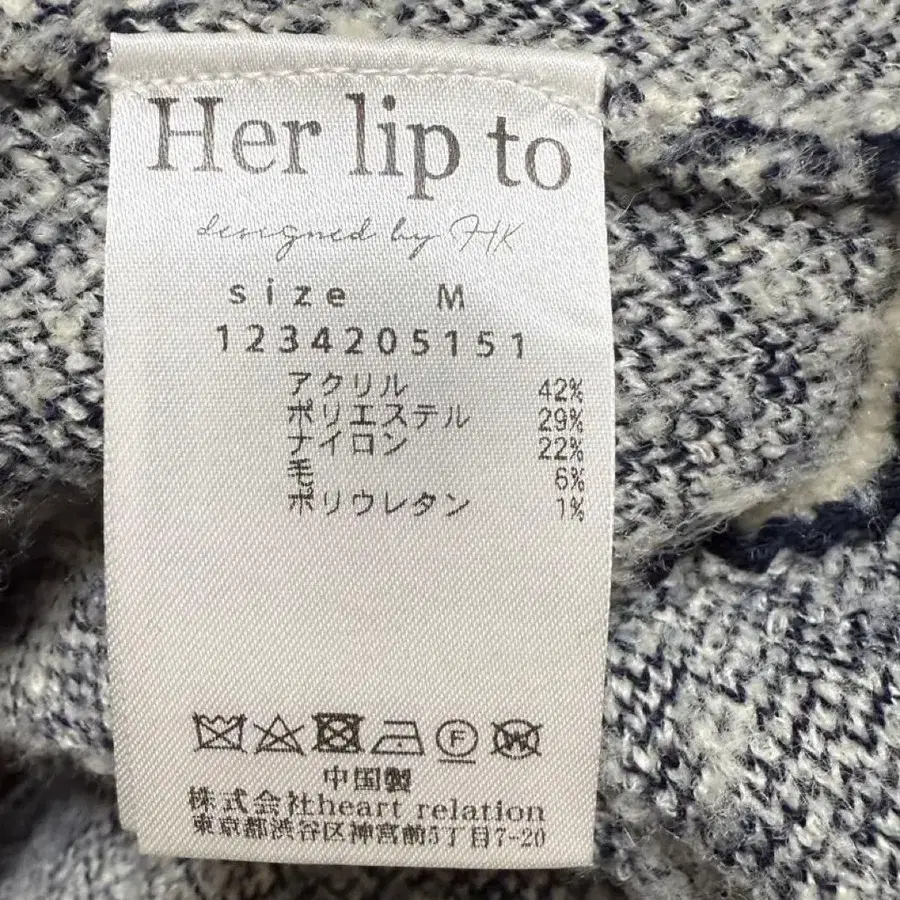 Her lip to
designed by HK
size M
1234205151
アクリル 42%
ポリエステル 29%
ナイロン 22%
毛 6%
ポリウレタン 1%
F W
中国製
株式会社heart relation
東京都渋谷区神宮前5丁目7-20